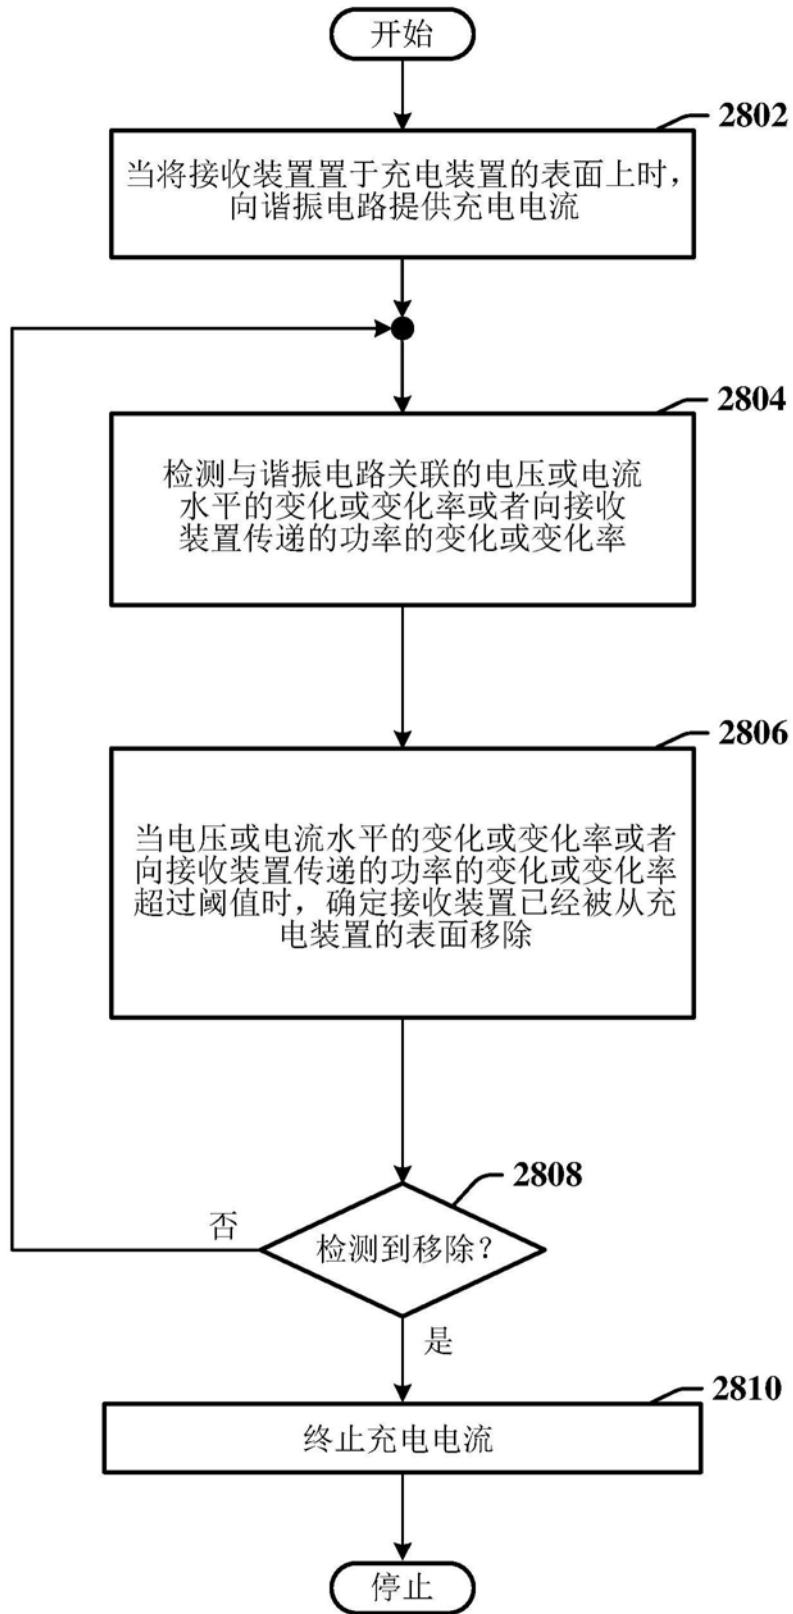 开始
2802
当将接收装置置于充电装置的表面上时，
向谐振电路提供充电电流
2804
检测与谐振电路关联的电压或电流
水平的变化或变化率或者向接收
装置传递的功率的变化或变化率
2806
当电压或电流水平的变化或变化率或者
向接收装置传递的功率的变化或变化率
超过阈值时，确定接收装置已经被从充
电装置的表面移除
2808
否
检测到移除？
是
2810
终止充电电流
停止